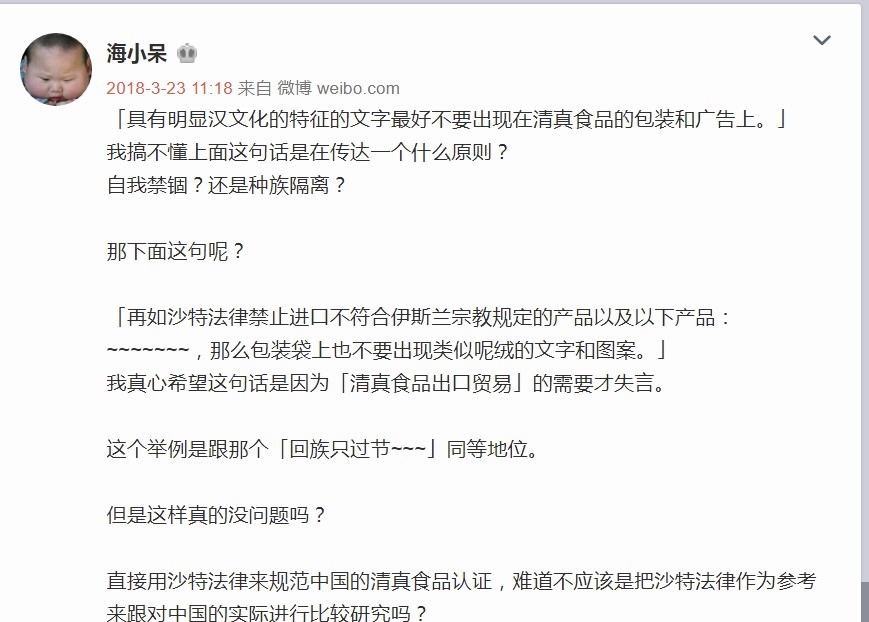 海小呆
2018-3-23 11:18 来自 微博 weibo.com
「具有明显汉文化的特征的文字最好不要出现在清真食品的包装和广告上。」
我搞不懂上面这句话是在传达一个什么原则？
自我禁锢？还是种族隔离？
那下面这句呢？
「再如沙特法律禁止进口不符合伊斯兰宗教规定的产品以及以下产品：
~~~~~~~，那么包装袋上也不要出现类似呢绒的文字和图案。」
我真心希望这句话是因为「清真食品出口贸易」的需要才失言。
这个举例是跟那个「回族只过节~~~」同等地位。
但是这样真的没问题吗？
直接用沙特法律来规范中国的清真食品认证，难道不应该是把沙特法律作为参考
来跟对中国的实际进行比较研究吗？